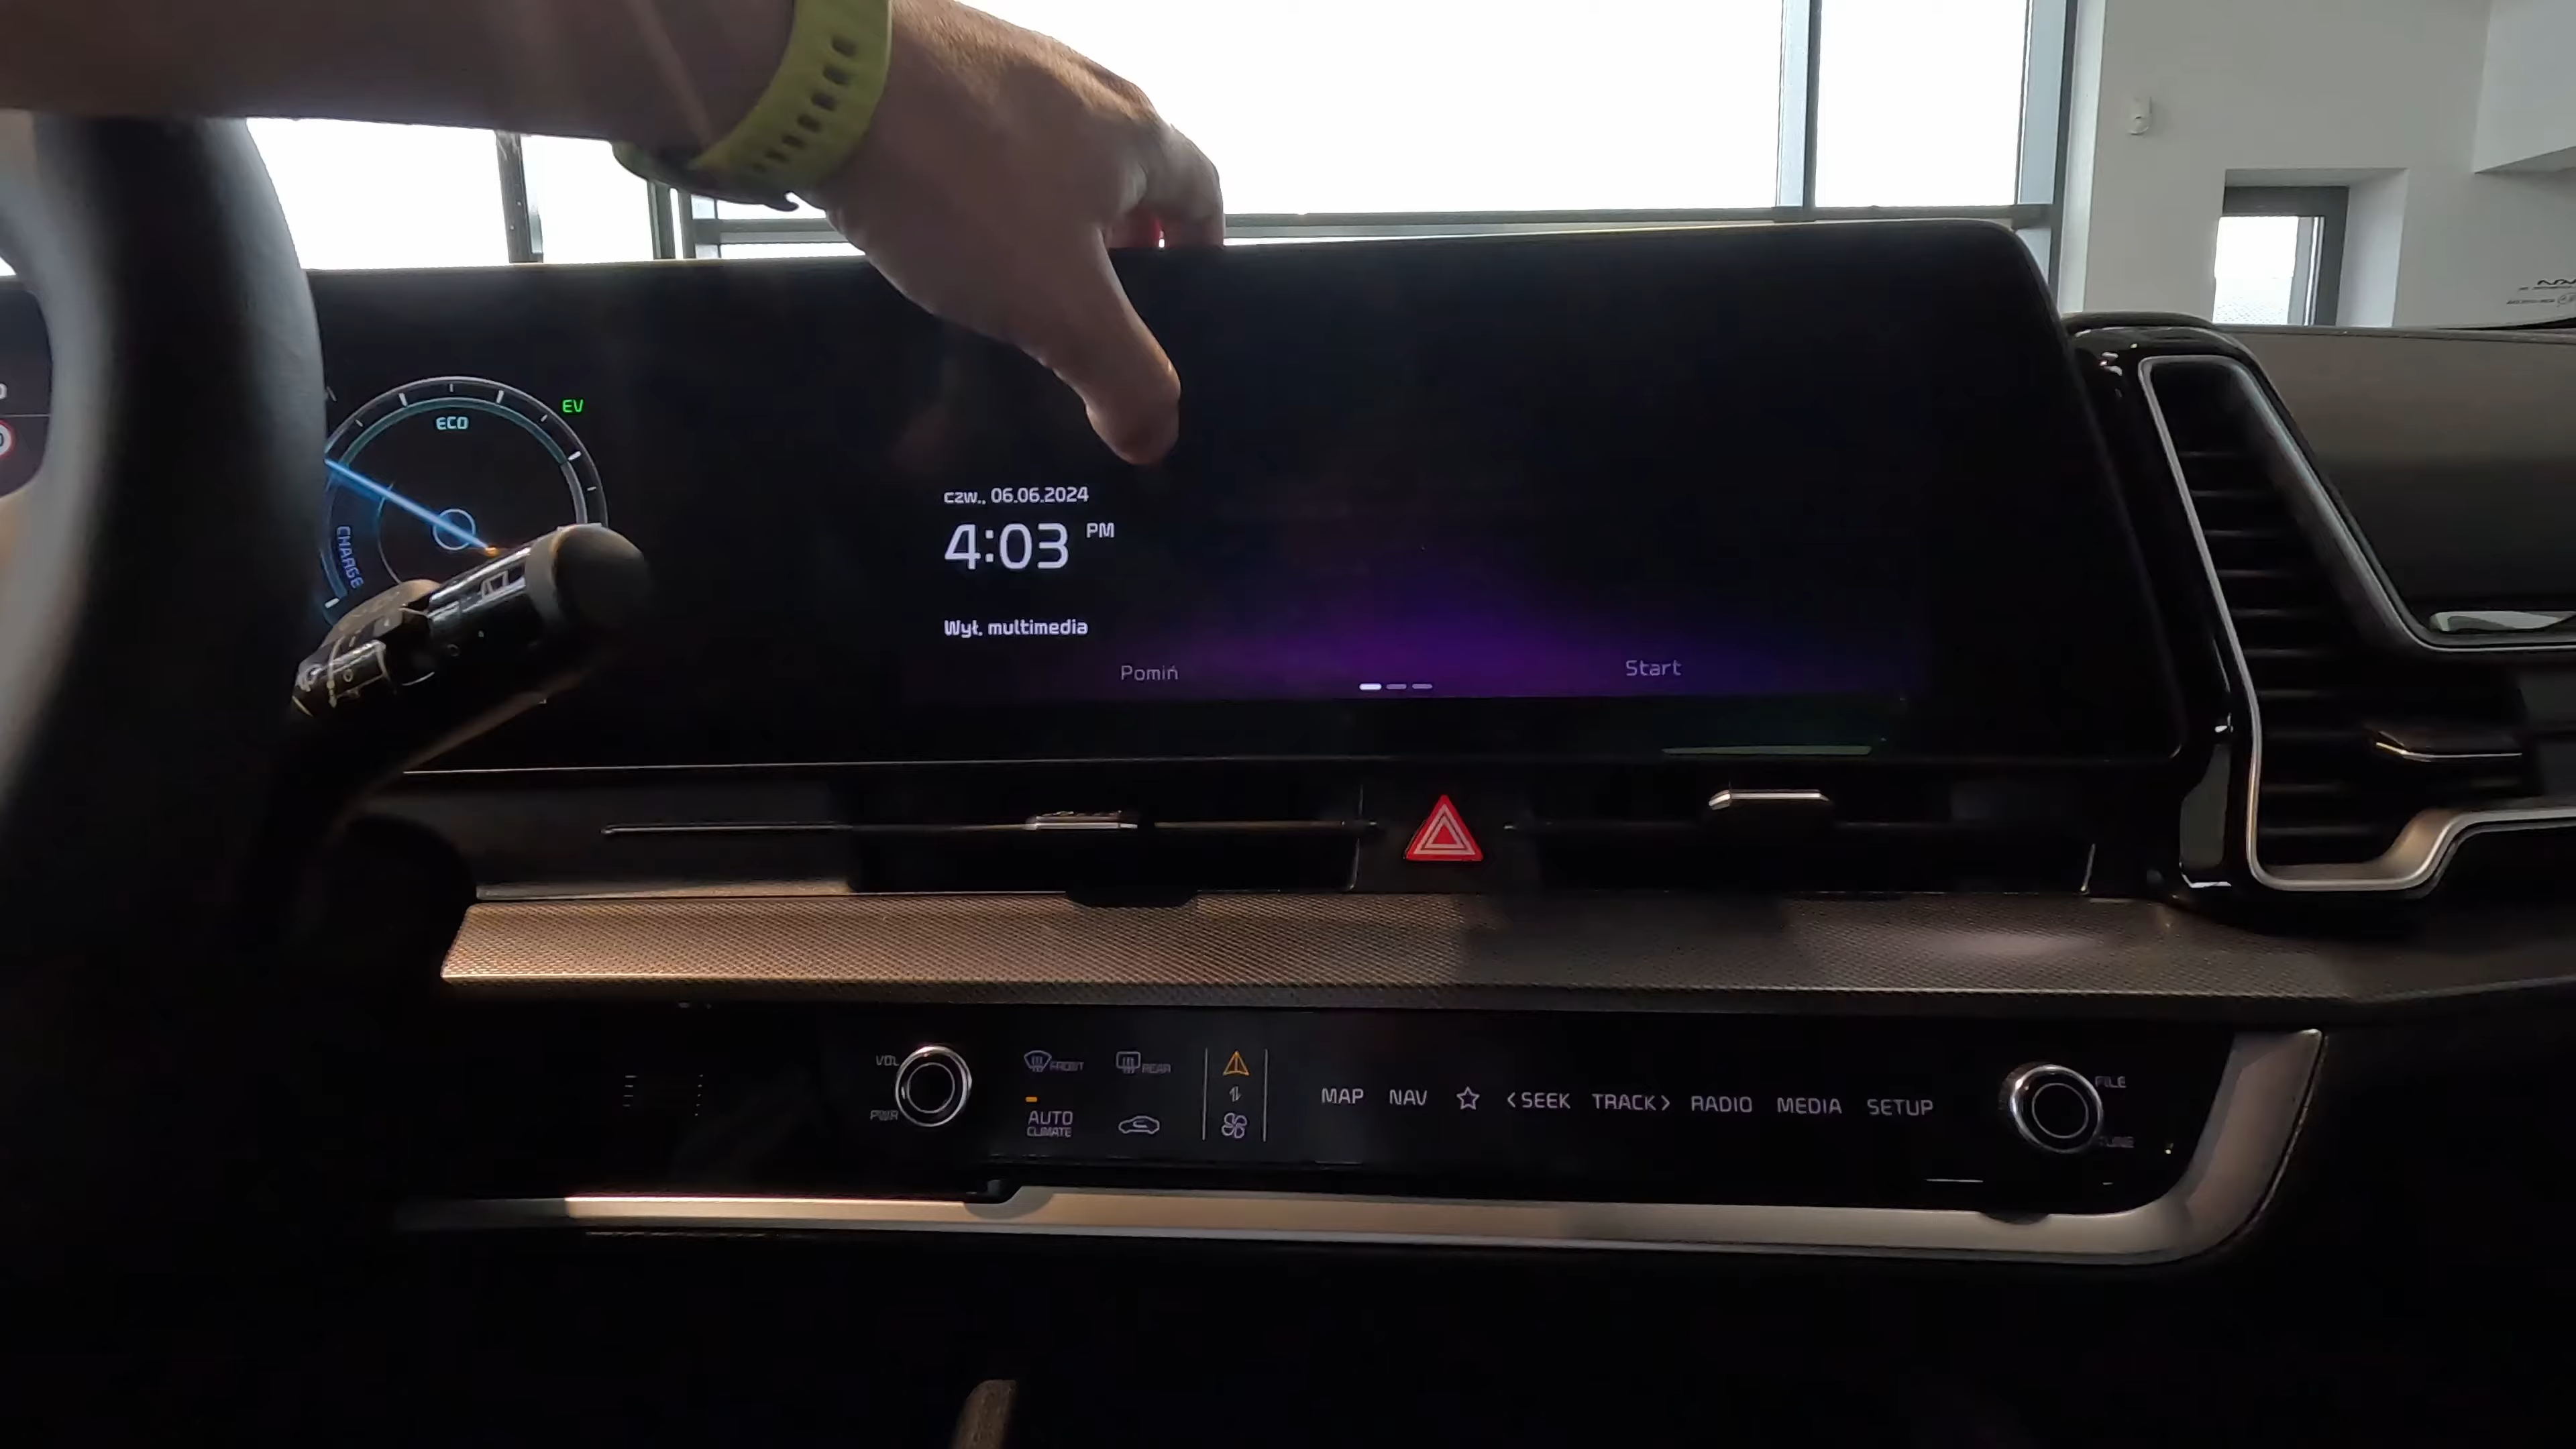 EV
ECO
CHARGE
czw., 06.06.2024
4:03 PM
Wył. multimedia
Pomiń
Start
VOL
PWR
FRONT
REAR
AUTO
CLIMATE
MAP NAV <SEEK TRACK> RADIO MEDIA SETUP
FILE
TUNE